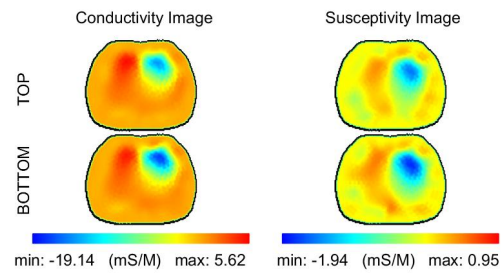 Conductivity Image Susceptivity Image
TOP
BOTTOM
min: -19.14 (mS/M) max: 5.62 min: -1.94 (mS/M) max: 0.95